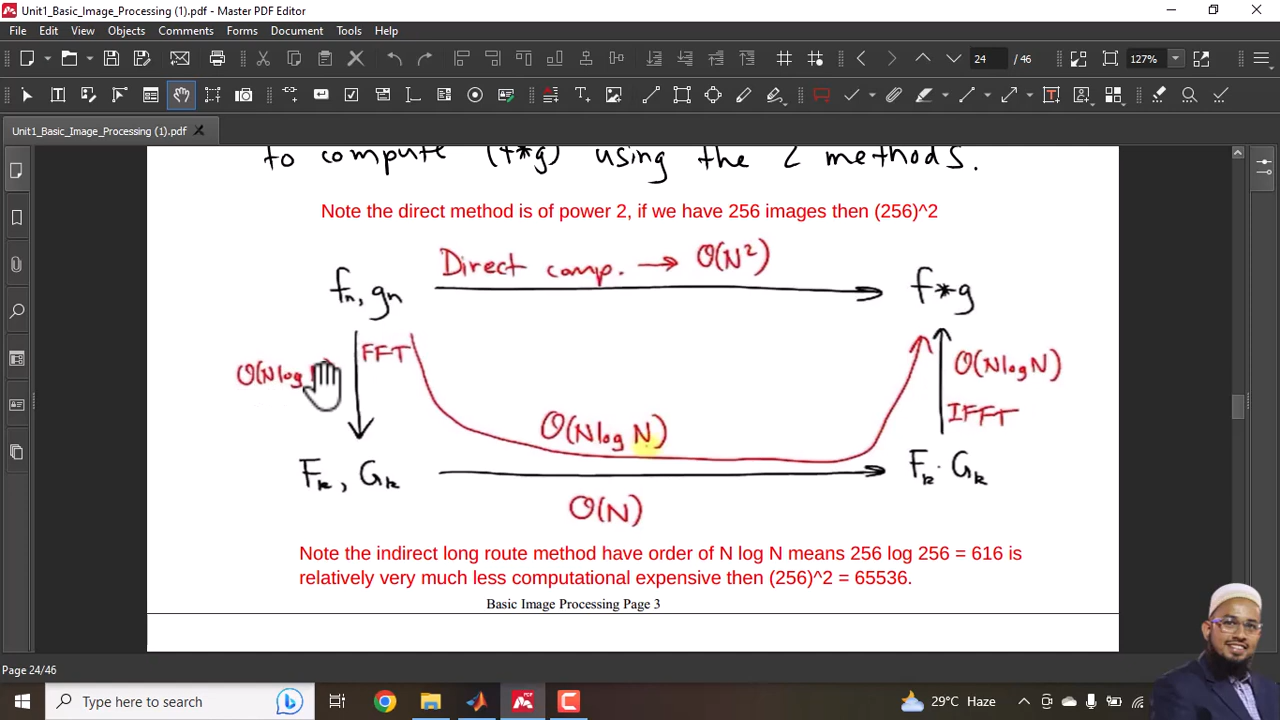 Unit1_Basic_Image_Processing (1).pdf - Master PDF Editor
File Edit View Objects Comments Forms Document Tools Help
24 / 46
127%
Unit1_Basic_Image_Processing (1).pdf
to compute (f*g) using the 2 methods.
Note the direct method is of power 2, if we have 256 images then (256)^2
Direct comp. → O(N²)
fn, gn
f*g
FFT
O(Nlog
O(NlogN)
IFFT
O(NlogN)
Fk, Gk
Fk·Gk
O(N)
Note the indirect long route method have order of N log N means 256 log 256 = 616 is
relatively very much less computational expensive then (256)^2 = 65536.
Basic Image Processing Page 3
Page 24/46
Type here to search
29°C Haze